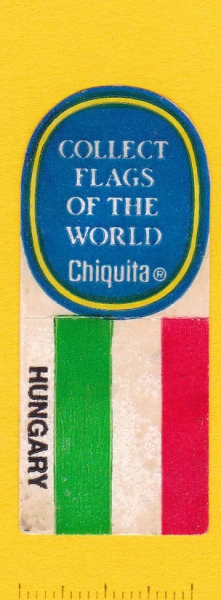 COLLECT
FLAGS
OF THE
WORLD
Chiquita®
HUNGARY